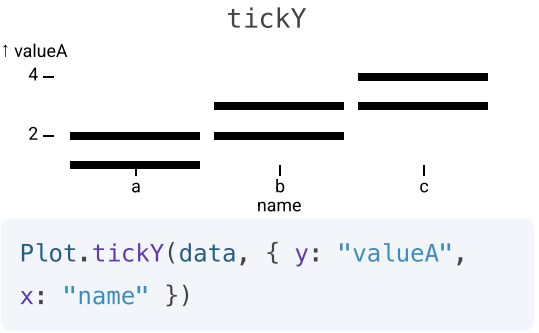 tickY
↑ valueA
4
2
a
b
c
name
Plot.tickY(data, { y: "valueA",
x: "name" })